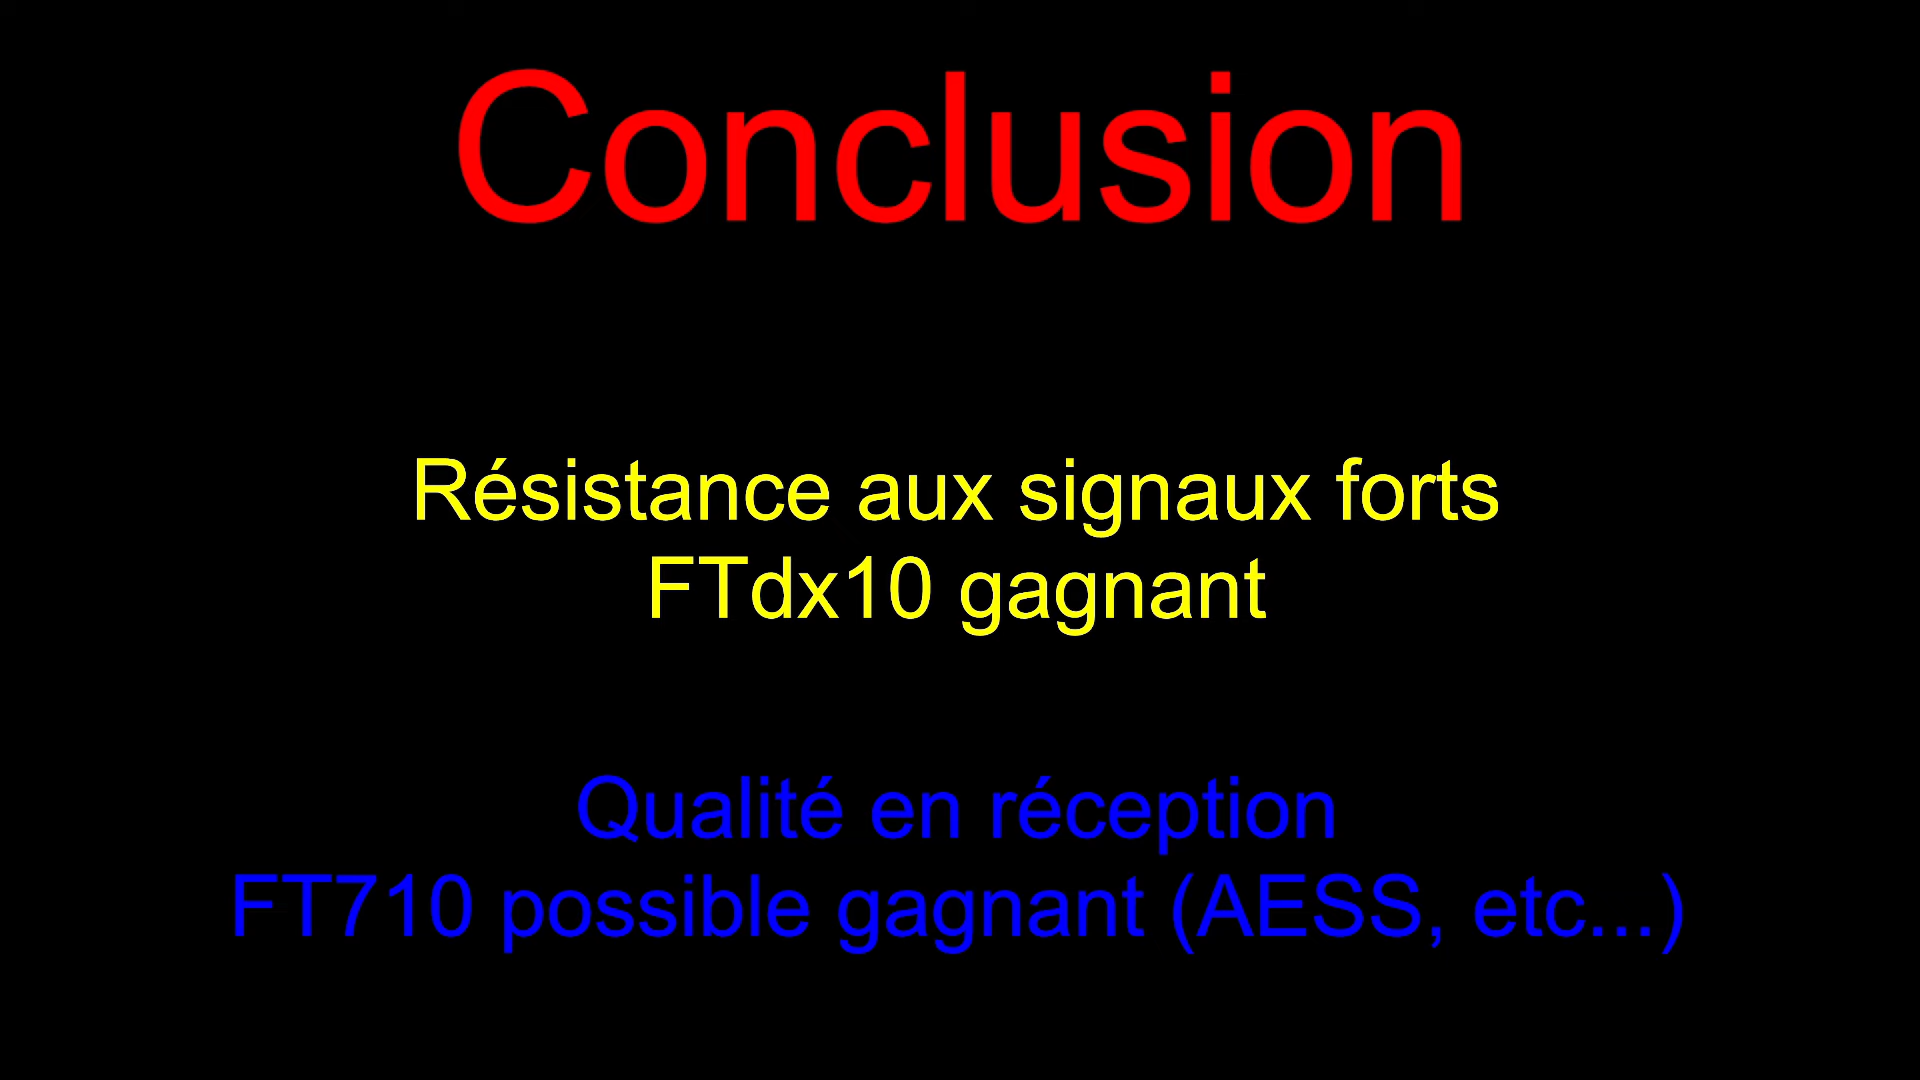 Conclusion
Résistance aux signaux forts
FTdx10 gagnant
Qualité en réception
FT710 possible gagnant (AESS, etc...)